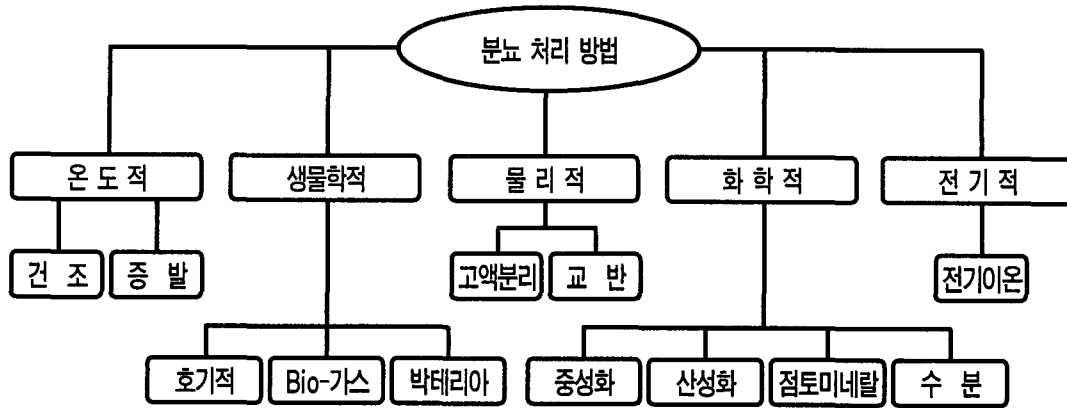 분뇨 처리 방법
온 도 적
생물학적
물 리 적
화 학 적
전 기 적
건 조
증 발
고액분리
교 반
전기이온
호기적
Bio-가스
박테리아
중성화
산성화
점토미네랄
수 분